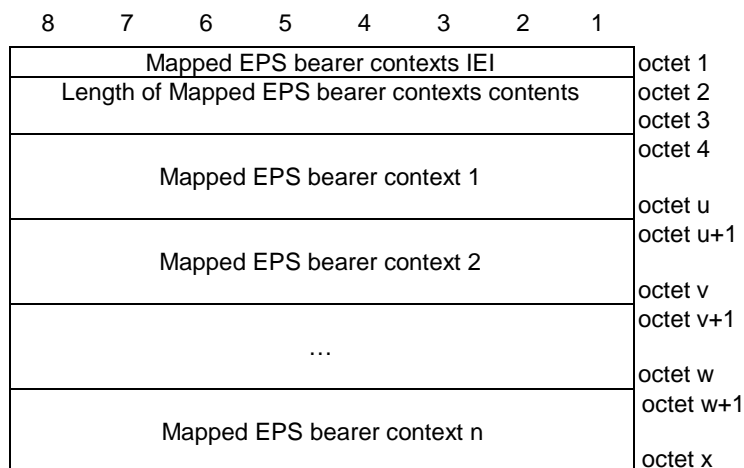 8 7 6 5 4 3 2 1
Mapped EPS bearer contexts IEI octet 1
Length of Mapped EPS bearer contexts contents octet 2
octet 3
octet 4
Mapped EPS bearer context 1
octet u
octet u+1
Mapped EPS bearer context 2
octet v
octet v+1
…
octet w
octet w+1
Mapped EPS bearer context n
octet x